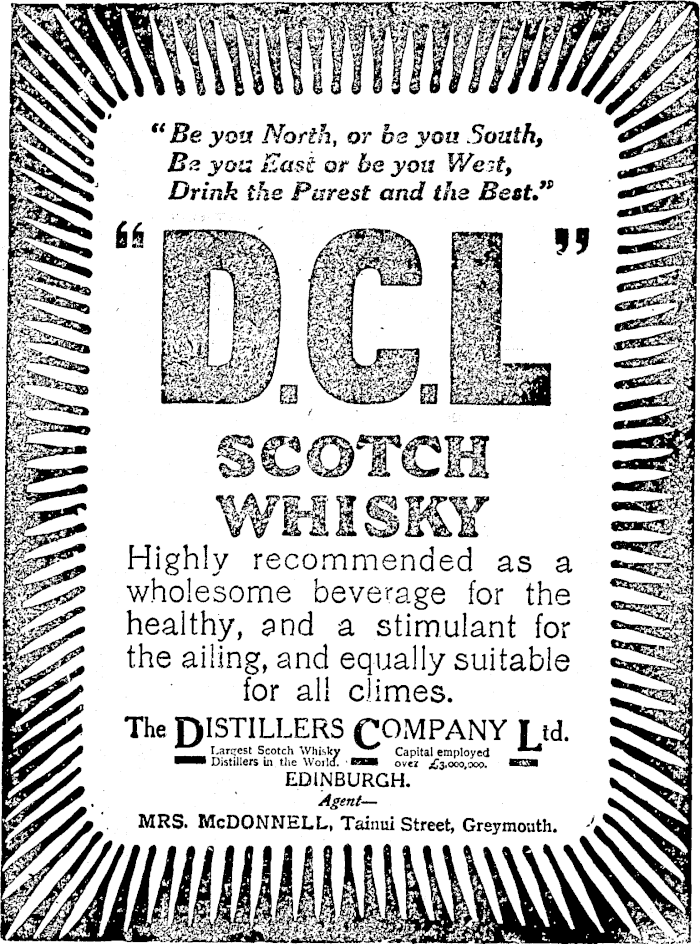 "Be you North, or be you South,
Be you East or be you West,
Drink the Purest and the Best."
"D.C.L"
SCOTCH
WHISKY
Highly recommended as a
wholesome beverage for the
healthy, and a stimulant for
the ailing, and equally suitable
for all climes.
The DISTILLERS COMPANY Ltd.
Largest Scotch Whisky
Distillers in the World.
Capital employed
over £3,000,000.
EDINBURGH.
Agent—
MRS. McDONNELL, Tainui Street, Greymouth.